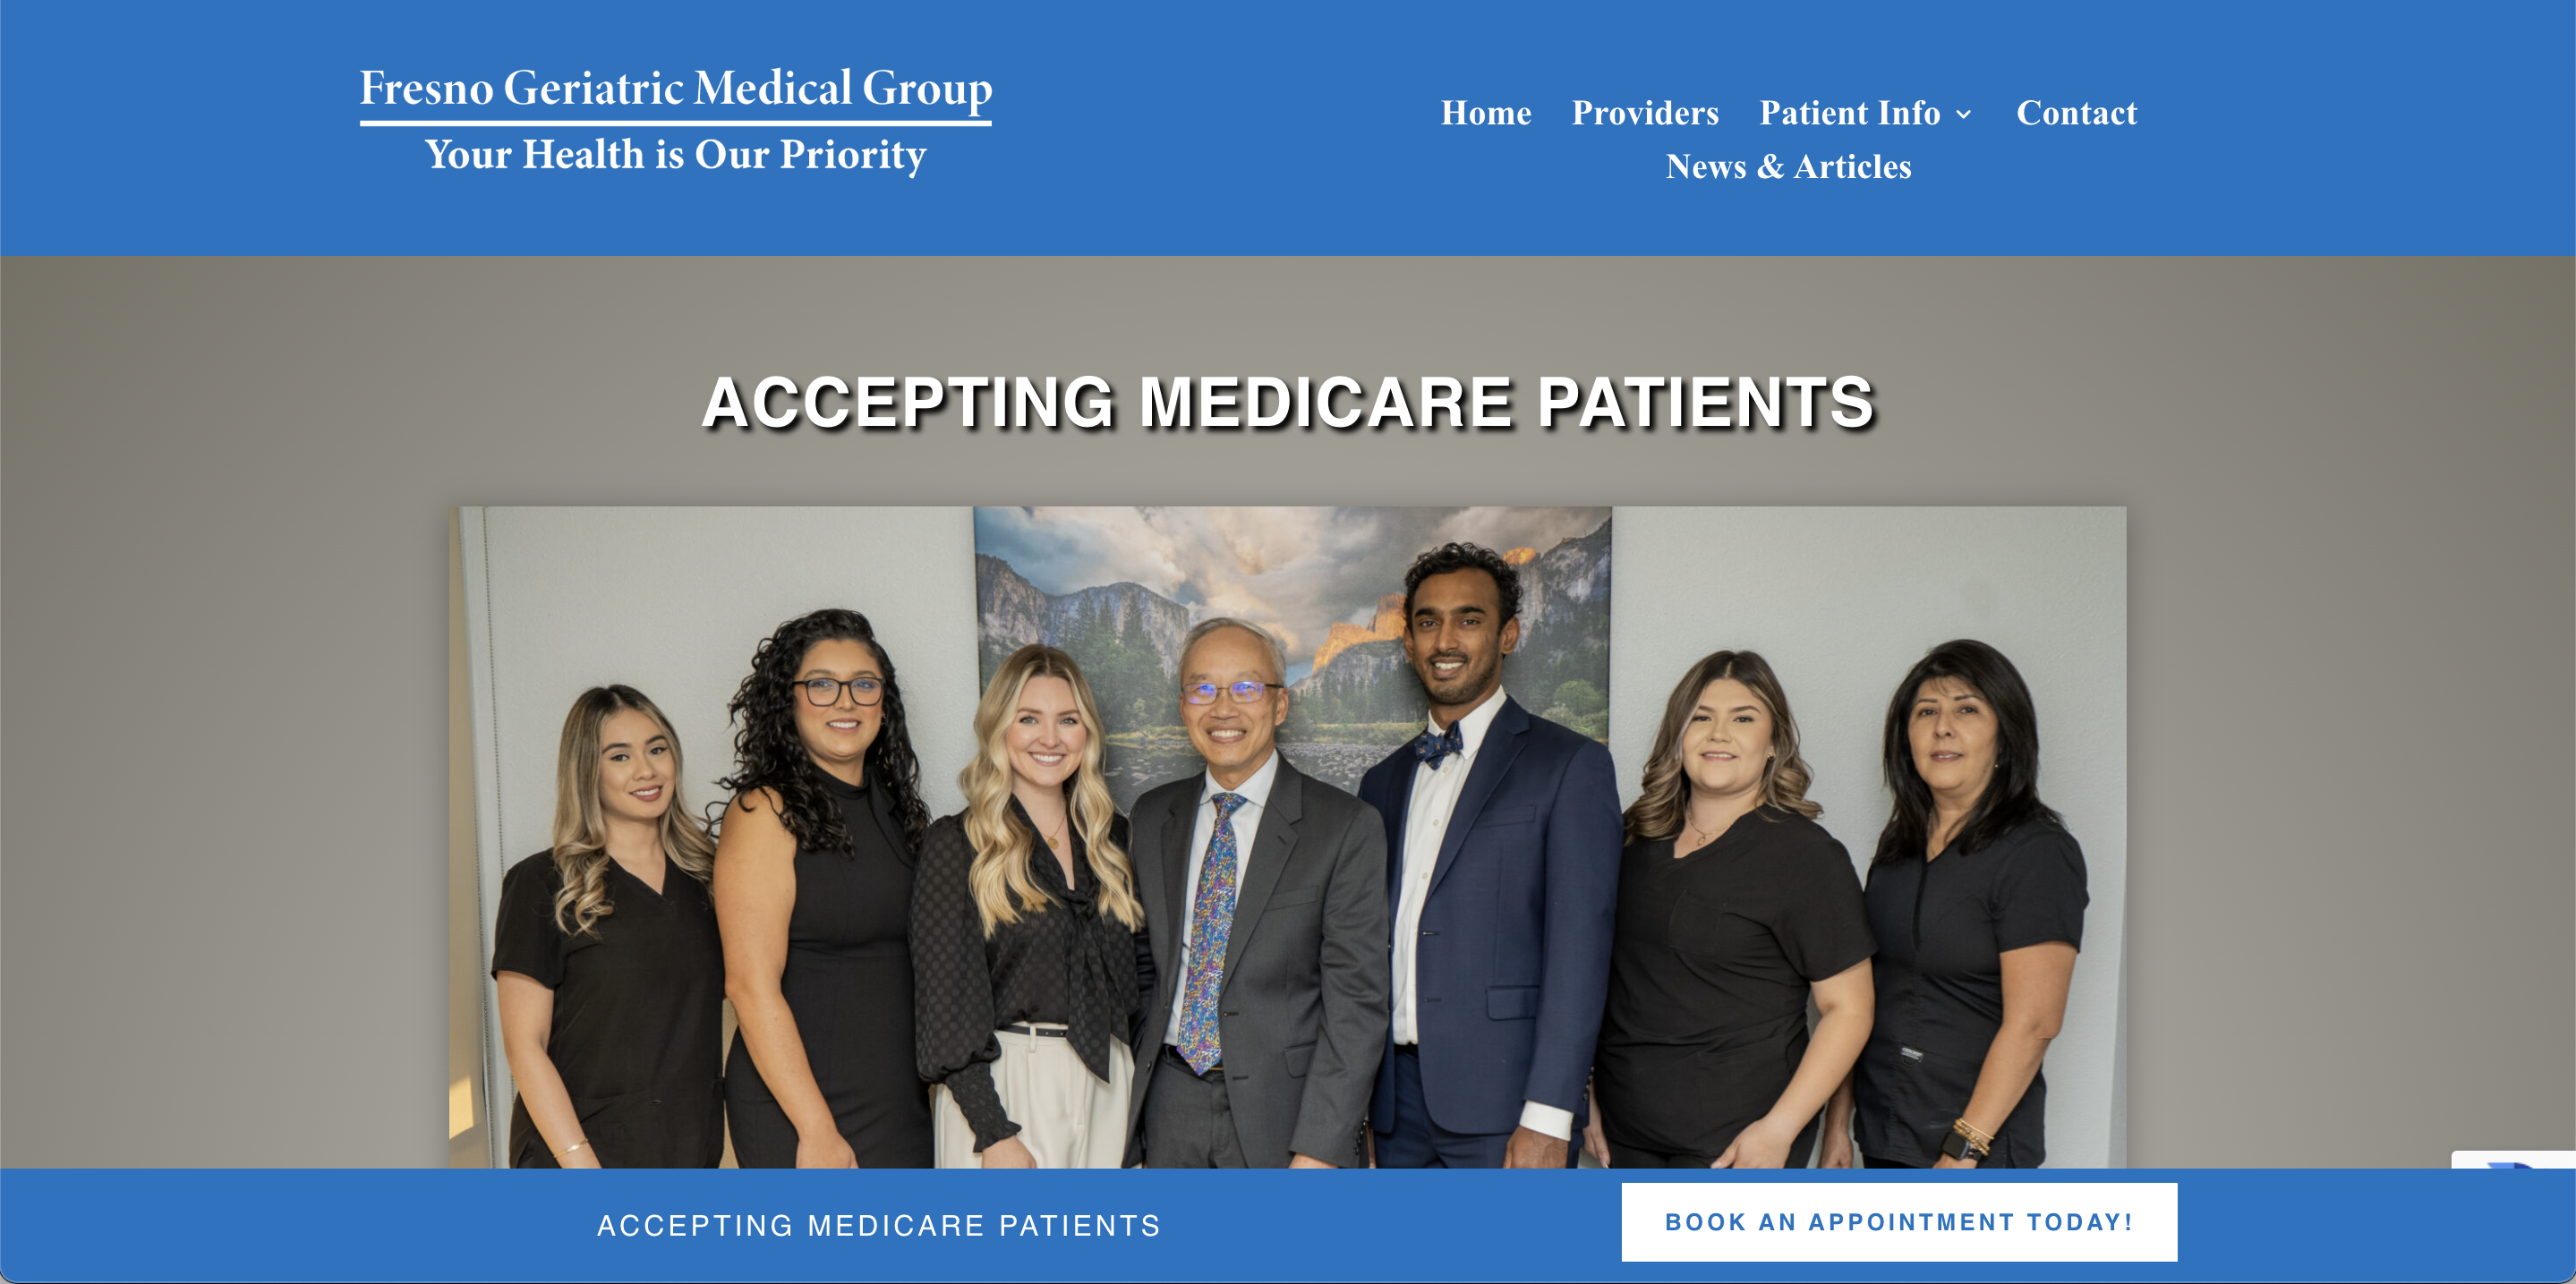 Fresno Geriatric Medical Group
Your Health is Our Priority
Home Providers Patient Info Contact
News & Articles
ACCEPTING MEDICARE PATIENTS
ACCEPTING MEDICARE PATIENTS
BOOK AN APPOINTMENT TODAY!